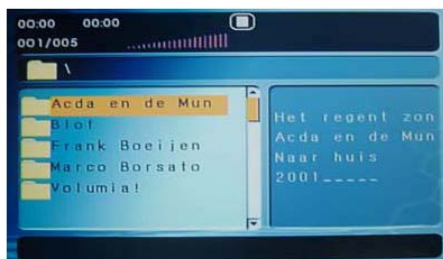 00:00 00:00
001/005
\
Acda en de Mun
Blof
Frank Boeijen
Marco Borsato
Volumia!
Het regent zon
Acda en de Mun
Naar huis
2001_____